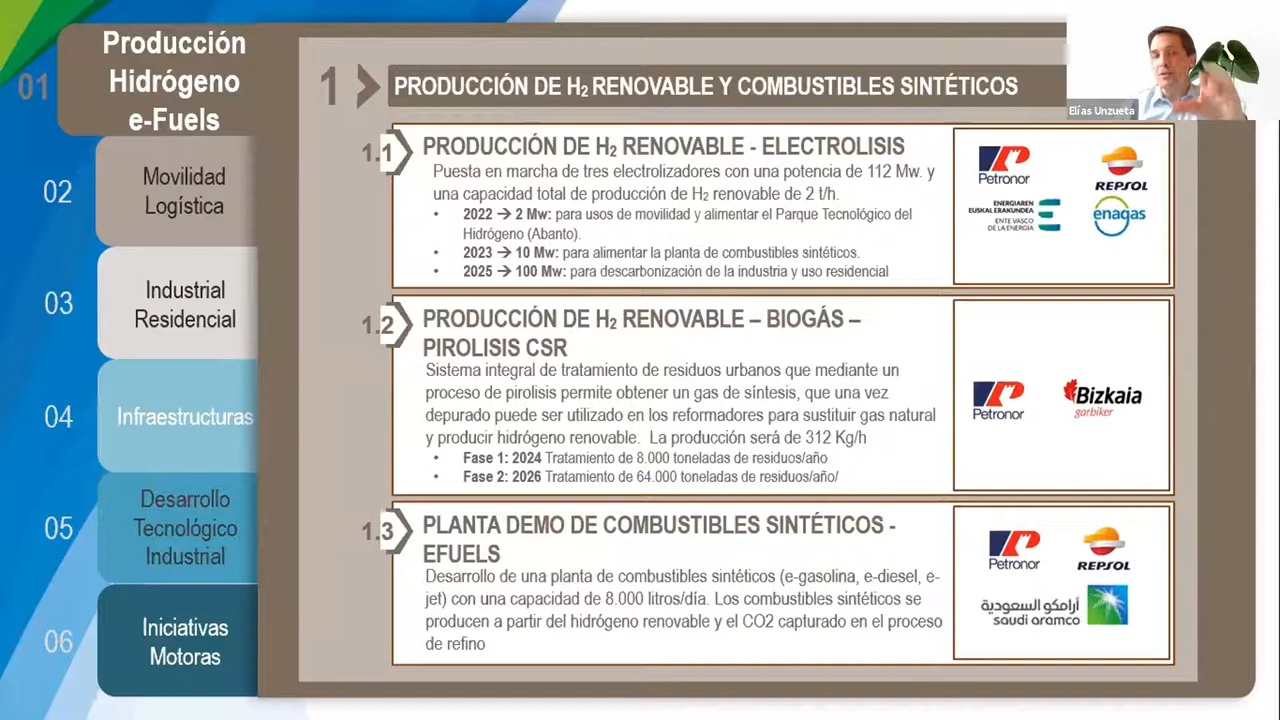 01
Producción
Hidrógeno
e-Fuels
02
Movilidad
Logística
03
Industrial
Residencial
04
Infraestructuras
05
Desarrollo
Tecnológico
Industrial
06
Iniciativas
Motoras
1
PRODUCCIÓN DE H₂ RENOVABLE Y COMBUSTIBLES SINTÉTICOS
Elías Unzueta
1.1
PRODUCCIÓN DE H₂ RENOVABLE - ELECTROLISIS
Puesta en marcha de tres electrolizadores con una potencia de 112 Mw. y
una capacidad total de producción de H₂ renovable de 2 t/h.
• 2022 → 2 Mw: para usos de movilidad y alimentar el Parque Tecnológico del
Hidrógeno (Abanto).
• 2023 → 10 Mw: para alimentar la planta de combustibles sintéticos.
• 2025 → 100 Mw: para descarbonización de la industria y uso residencial
Petronor
REPSOL
ENERGIAREN
EUSKAL ERAKUNDEA
ENTE VASCO
DE LA ENERGIA
enagas
1.2
PRODUCCIÓN DE H₂ RENOVABLE – BIOGÁS –
PIROLISIS CSR
Sistema integral de tratamiento de residuos urbanos que mediante un
proceso de pirolisis permite obtener un gas de síntesis, que una vez
depurado puede ser utilizado en los reformadores para sustituir gas natural
y producir hidrógeno renovable. La producción será de 312 Kg/h
• Fase 1: 2024 Tratamiento de 8.000 toneladas de residuos/año
• Fase 2: 2026 Tratamiento de 64.000 toneladas de residuos/año/
Petronor
Bizkaia
garbiker
1.3
PLANTA DEMO DE COMBUSTIBLES SINTÉTICOS -
EFUELS
Desarrollo de una planta de combustibles sintéticos (e-gasolina, e-diesel, e-
jet) con una capacidad de 8.000 litros/día. Los combustibles sintéticos se
producen a partir del hidrógeno renovable y el CO2 capturado en el proceso
de refino
Petronor
REPSOL
أرامكو السعودية
saudi aramco